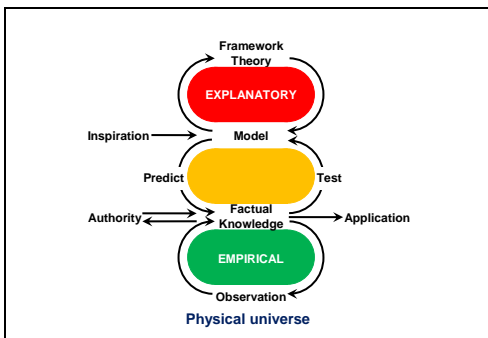 Framework
Theory
EXPLANATORY
Inspiration
Model
Predict
Test
Factual
Authority
Application
Knowledge
EMPIRICAL
Observation
Physical universe